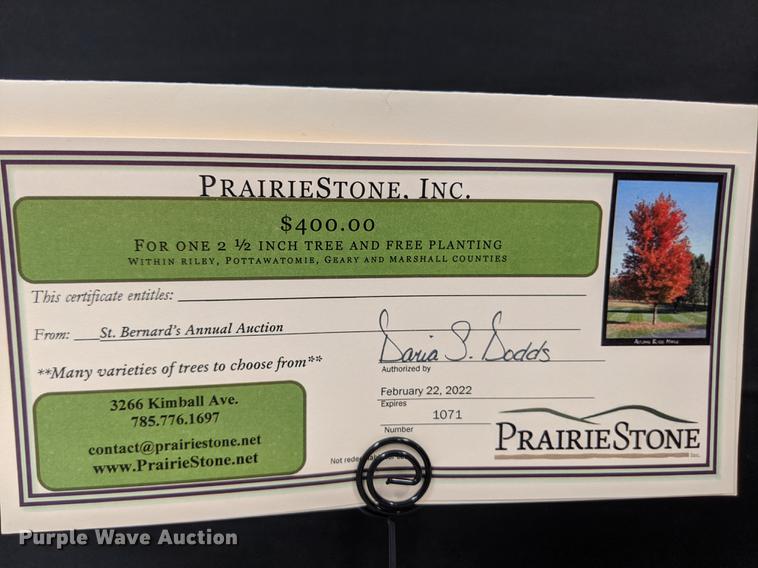 PRAIRIESTONE, INC.
$400.00
FOR ONE 2 ½ INCH TREE AND FREE PLANTING
WITHIN RILEY, POTTAWATOMIE, GEARY AND MARSHALL COUNTIES
This certificate entitles:
From: St. Bernard's Annual Auction
Daria S. Dodds
Authorized by
**Many varieties of trees to choose from**
February 22, 2022
Expires
1071
Number
3266 Kimball Ave.
785.776.1697
contact@prairiestone.net
www.PrairieStone.net
Not
PRAIRIESTONE
Inc.
Maple
Purple Wave Auction